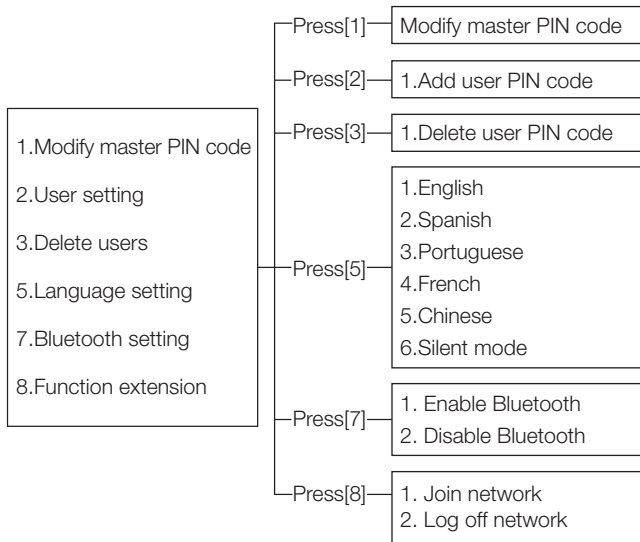 1.Modify master PIN code
2.User setting
3.Delete users
5.Language setting
7.Bluetooth setting
8.Function extension
Press[1]
Modify master PIN code
Press[2]
1.Add user PIN code
Press[3]
1.Delete user PIN code
Press[5]
1.English
2.Spanish
3.Portuguese
4.French
5.Chinese
6.Silent mode
Press[7]
1. Enable Bluetooth
2. Disable Bluetooth
Press[8]
1. Join network
2. Log off network